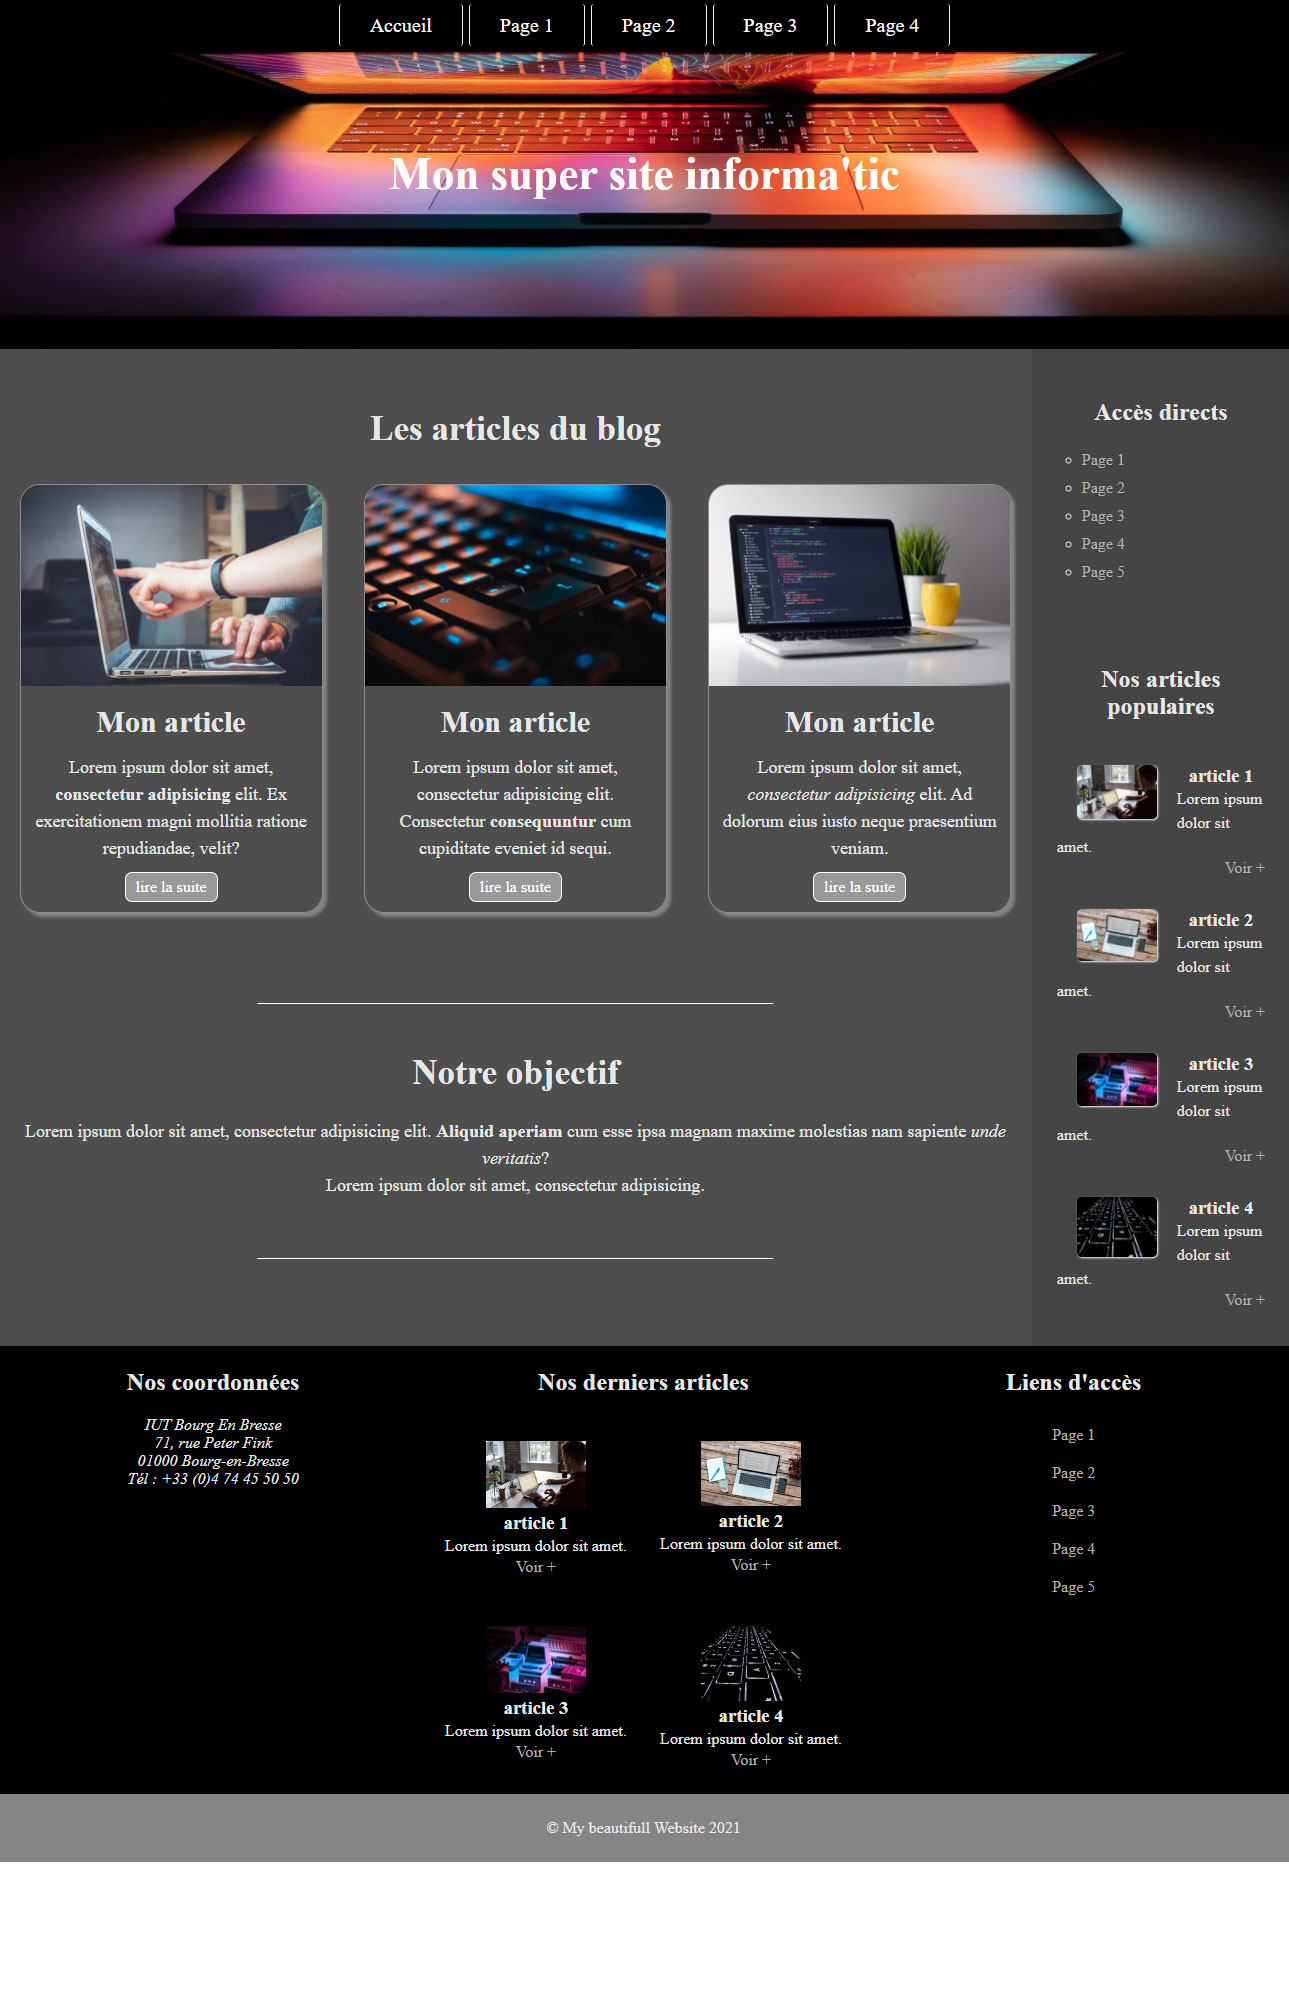 Accueil
Page 1
Page 2
Page 3
Page 4
Mon super site informa'tic
Les articles du blog
Mon article
Lorem ipsum dolor sit amet,
consectetur adipisicing elit. Ex
exercitationem magni mollitia ratione
repudiandae, velit?
lire la suite
Mon article
Lorem ipsum dolor sit amet,
consectetur adipisicing elit.
Consectetur consequuntur cum
cupiditate eveniet id sequi.
lire la suite
Mon article
Lorem ipsum dolor sit amet,
consectetur adipisicing elit. Ad
dolorum eius iusto neque praesentium
veniam.
lire la suite
Notre objectif
Lorem ipsum dolor sit amet, consectetur adipisicing elit. Aliquid aperiam cum esse ipsa magnam maxime molestias nam sapiente unde
veritatis?
Lorem ipsum dolor sit amet, consectetur adipisicing.
Accès directs
Page 1
Page 2
Page 3
Page 4
Page 5
Nos articles
populaires
article 1
Lorem ipsum
dolor sit
amet.
Voir +
article 2
Lorem ipsum
dolor sit
amet.
Voir +
article 3
Lorem ipsum
dolor sit
amet.
Voir +
article 4
Lorem ipsum
dolor sit
amet.
Voir +
Nos coordonnées
IUT Bourg En Bresse
71, rue Peter Fink
01000 Bourg-en-Bresse
Tél : +33 (0)4 74 45 50 50
Nos derniers articles
article 1
Lorem ipsum dolor sit amet.
Voir +
article 2
Lorem ipsum dolor sit amet.
Voir +
article 3
Lorem ipsum dolor sit amet.
Voir +
article 4
Lorem ipsum dolor sit amet.
Voir +
Liens d'accès
Page 1
Page 2
Page 3
Page 4
Page 5
© My beautifull Website 2021